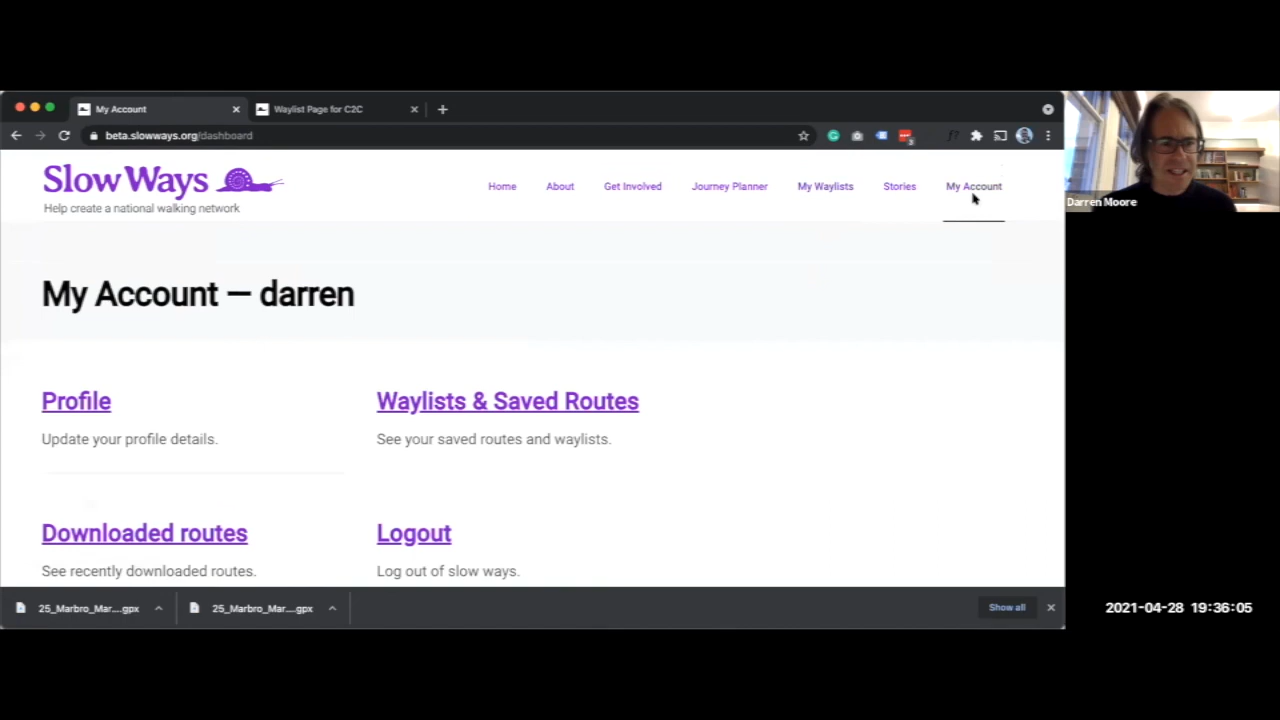 My Account
Waylist Page for C2C
beta.slowways.org/dashboard
3
Slow Ways
Help create a national walking network
Home
About
Get Involved
Journey Planner
My Waylists
Stories
My Account
Darren Moore
My Account — darren
Profile
Waylists & Saved Routes
Update your profile details.
See your saved routes and waylists.
Downloaded routes
Logout
See recently downloaded routes.
Log out of slow ways.
25_Marbro_Mar....gpx
25_Marbro_Mar....gpx
Show all
2021-04-28 19:36:05